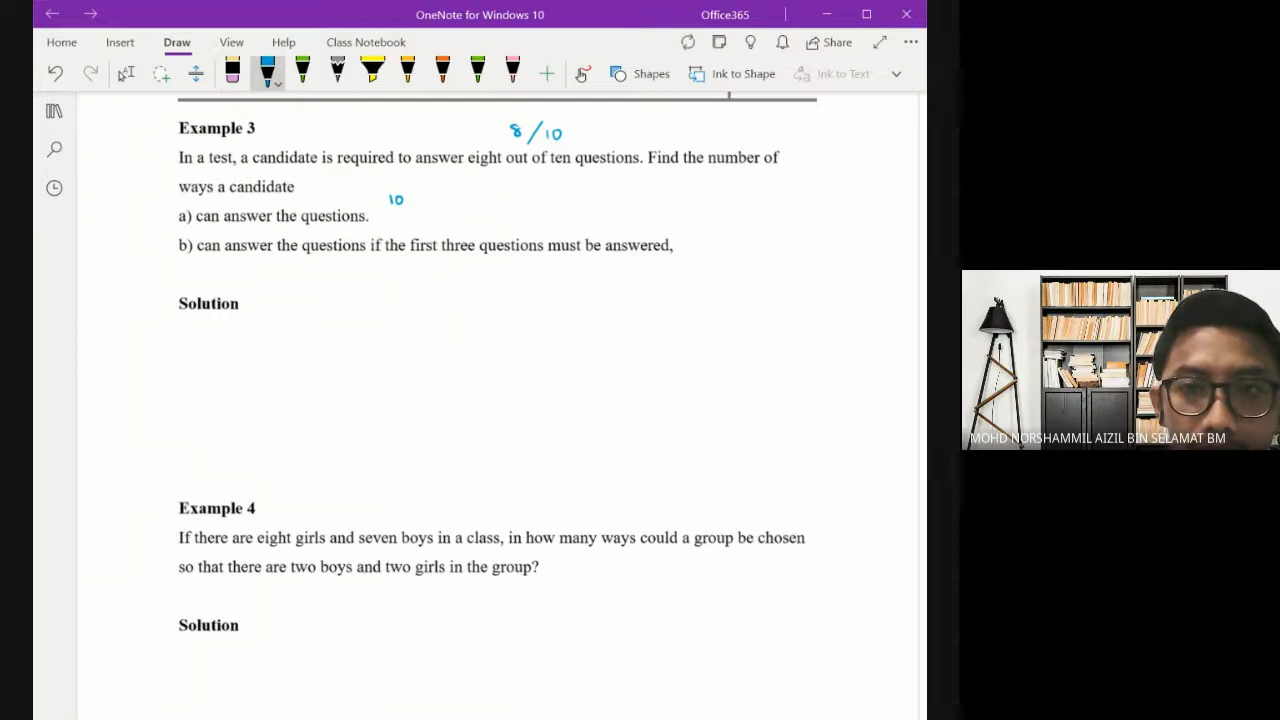 OneNote for Windows 10
Office365
Home Insert Draw View Help Class Notebook
Share
Shapes Ink to Shape Ink to Text
Example 3
8/10
In a test, a candidate is required to answer eight out of ten questions. Find the number of
ways a candidate
10
a) can answer the questions.
b) can answer the questions if the first three questions must be answered,
Solution
MOHD NORSHAMMIL AIZIL BIN SELAMAT BM
Example 4
If there are eight girls and seven boys in a class, in how many ways could a group be chosen
so that there are two boys and two girls in the group?
Solution